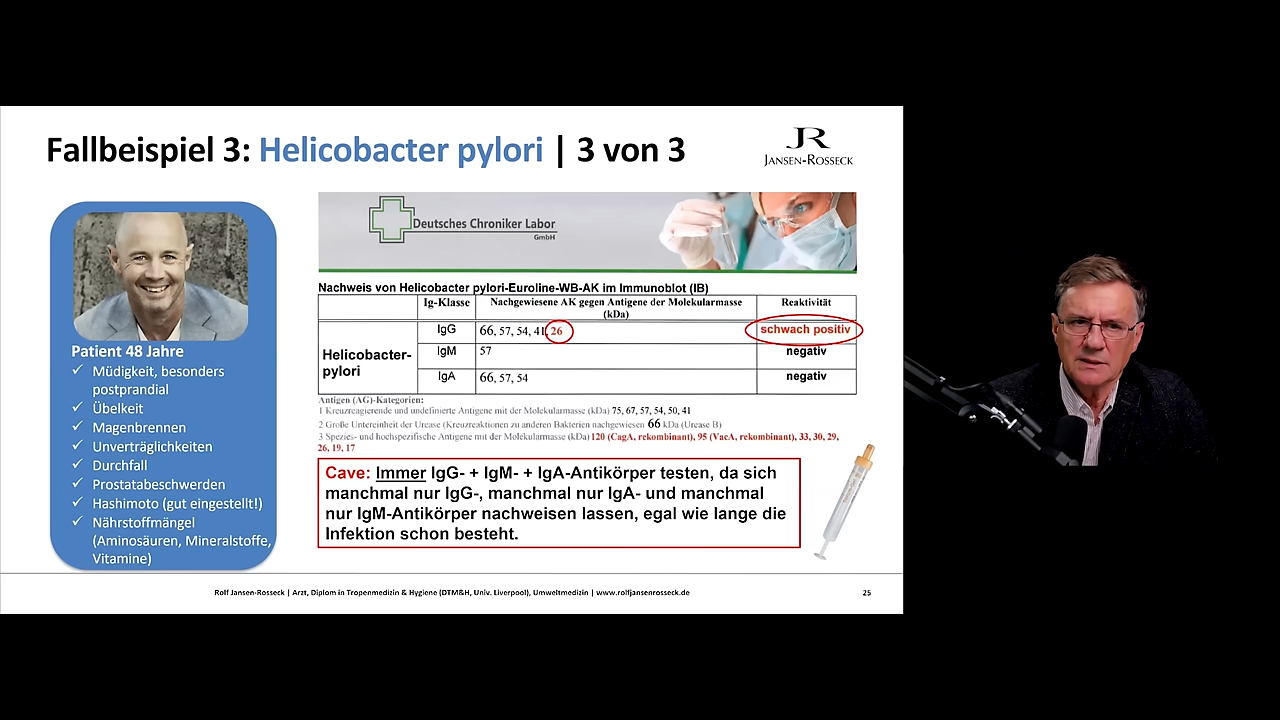 Fallbeispiel 3: Helicobacter pylori | 3 von 3
JR
JANSEN-ROSSECK
Patient 48 Jahre
✓ Müdigkeit, besonders
postprandial
✓ Übelkeit
✓ Magenbrennen
✓ Unverträglichkeiten
✓ Durchfall
✓ Prostatabeschwerden
✓ Hashimoto (gut eingestellt!)
✓ Nährstoffmängel
(Aminosäuren, Mineralstoffe,
Vitamine)
Deutsches Chroniker Labor
GmbH
Nachweis von Helicobacter pylori-Euroline-WB-AK im Immunoblot (IB)
Ig-Klasse Nachgewiesene AK gegen Antigene der Molekularmasse Reaktivität
(kDa)
Helicobacter-
pylori
IgG 66, 57, 54, 41, 26 schwach positiv
IgM 57 negativ
IgA 66, 57, 54 negativ
Antigen (AG)-Kategorien:
1 Kreuzreagierende und undefinierte Antigene mit der Molekularmasse (kDa) 75, 67, 57, 54, 50, 41
2 Große Untereinheit der Urease (Kreuzreaktionen zu anderen Bakterien nachgewiesen 66 kDa (Urease B)
3 Spezies- und hochspezifische Antigene mit der Molekularmasse (kDa) 120 (CagA, rekombinant), 95 (VacA, rekombinant), 33, 30, 29,
26, 19, 17
Cave: Immer IgG- + IgM- + IgA-Antikörper testen, da sich
manchmal nur IgG-, manchmal nur IgA- und manchmal
nur IgM-Antikörper nachweisen lassen, egal wie lange die
Infektion schon besteht.
Rolf Jansen-Rosseck | Arzt, Diplom in Tropenmedizin & Hygiene (DTM&H, Univ. Liverpool), Umweltmedizin | www.rolfjansenrosseck.de
25